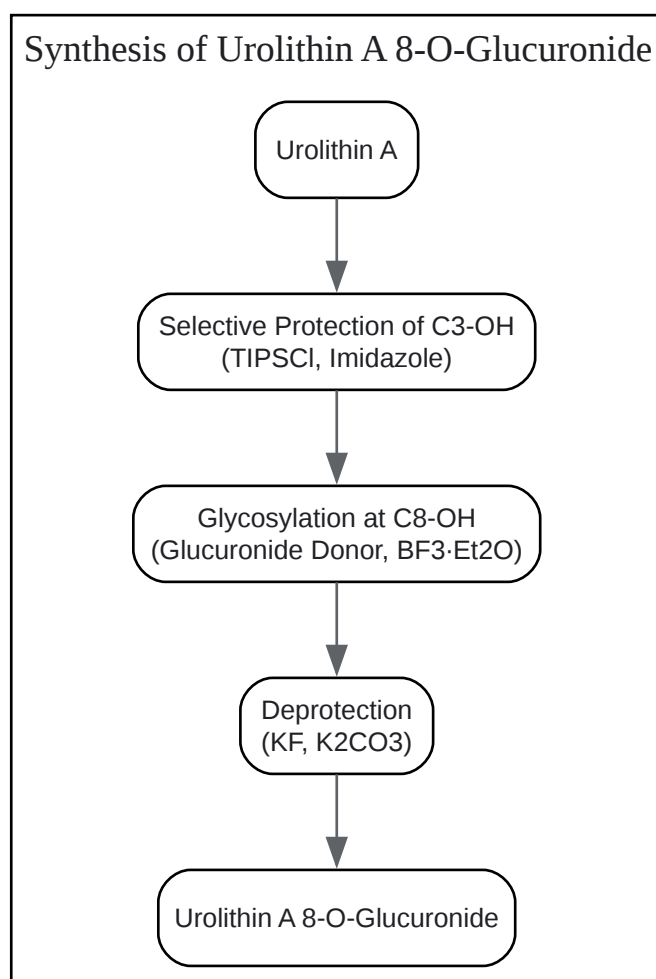 Synthesis of Urolithin A 8-O-Glucuronide
Urolithin A
Selective Protection of C3-OH
(TIPSCl, Imidazole)
Glycosylation at C8-OH
(Glucuronide Donor, BF3·Et2O)
Deprotection
(KF, K2CO3)
Urolithin A 8-O-Glucuronide